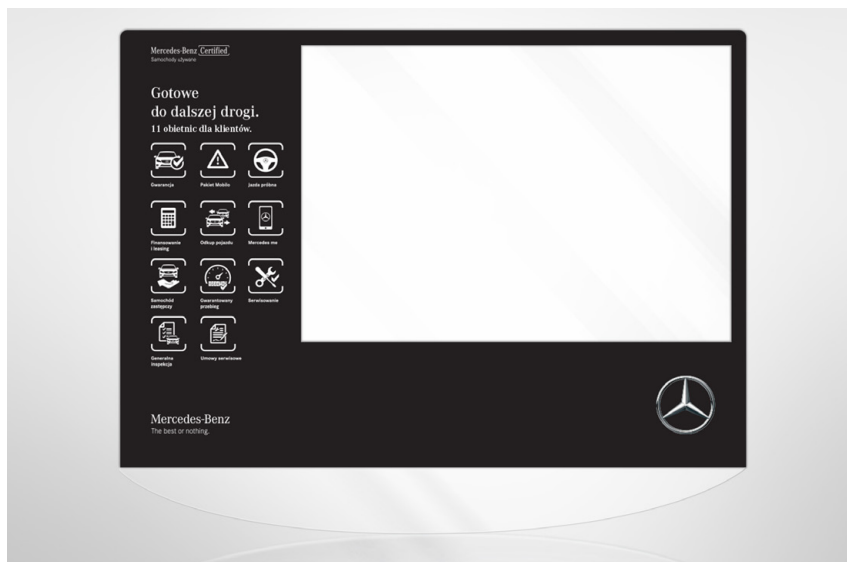 Mercedes-Benz Certified
Samochody używane
Gotowe
do dalszej drogi.
11 obietnic dla klientów.
Gwarancja
Pakiet Mobilo
Jazda próbna
Finansowanie
i leasing
Odkup pojazdu
Mercedes me
Samochód
zastępczy
Gwarantowany
przebieg
Serwisowanie
Generalna
inspekcja
Umowy serwisowe
Mercedes-Benz
The best or nothing.